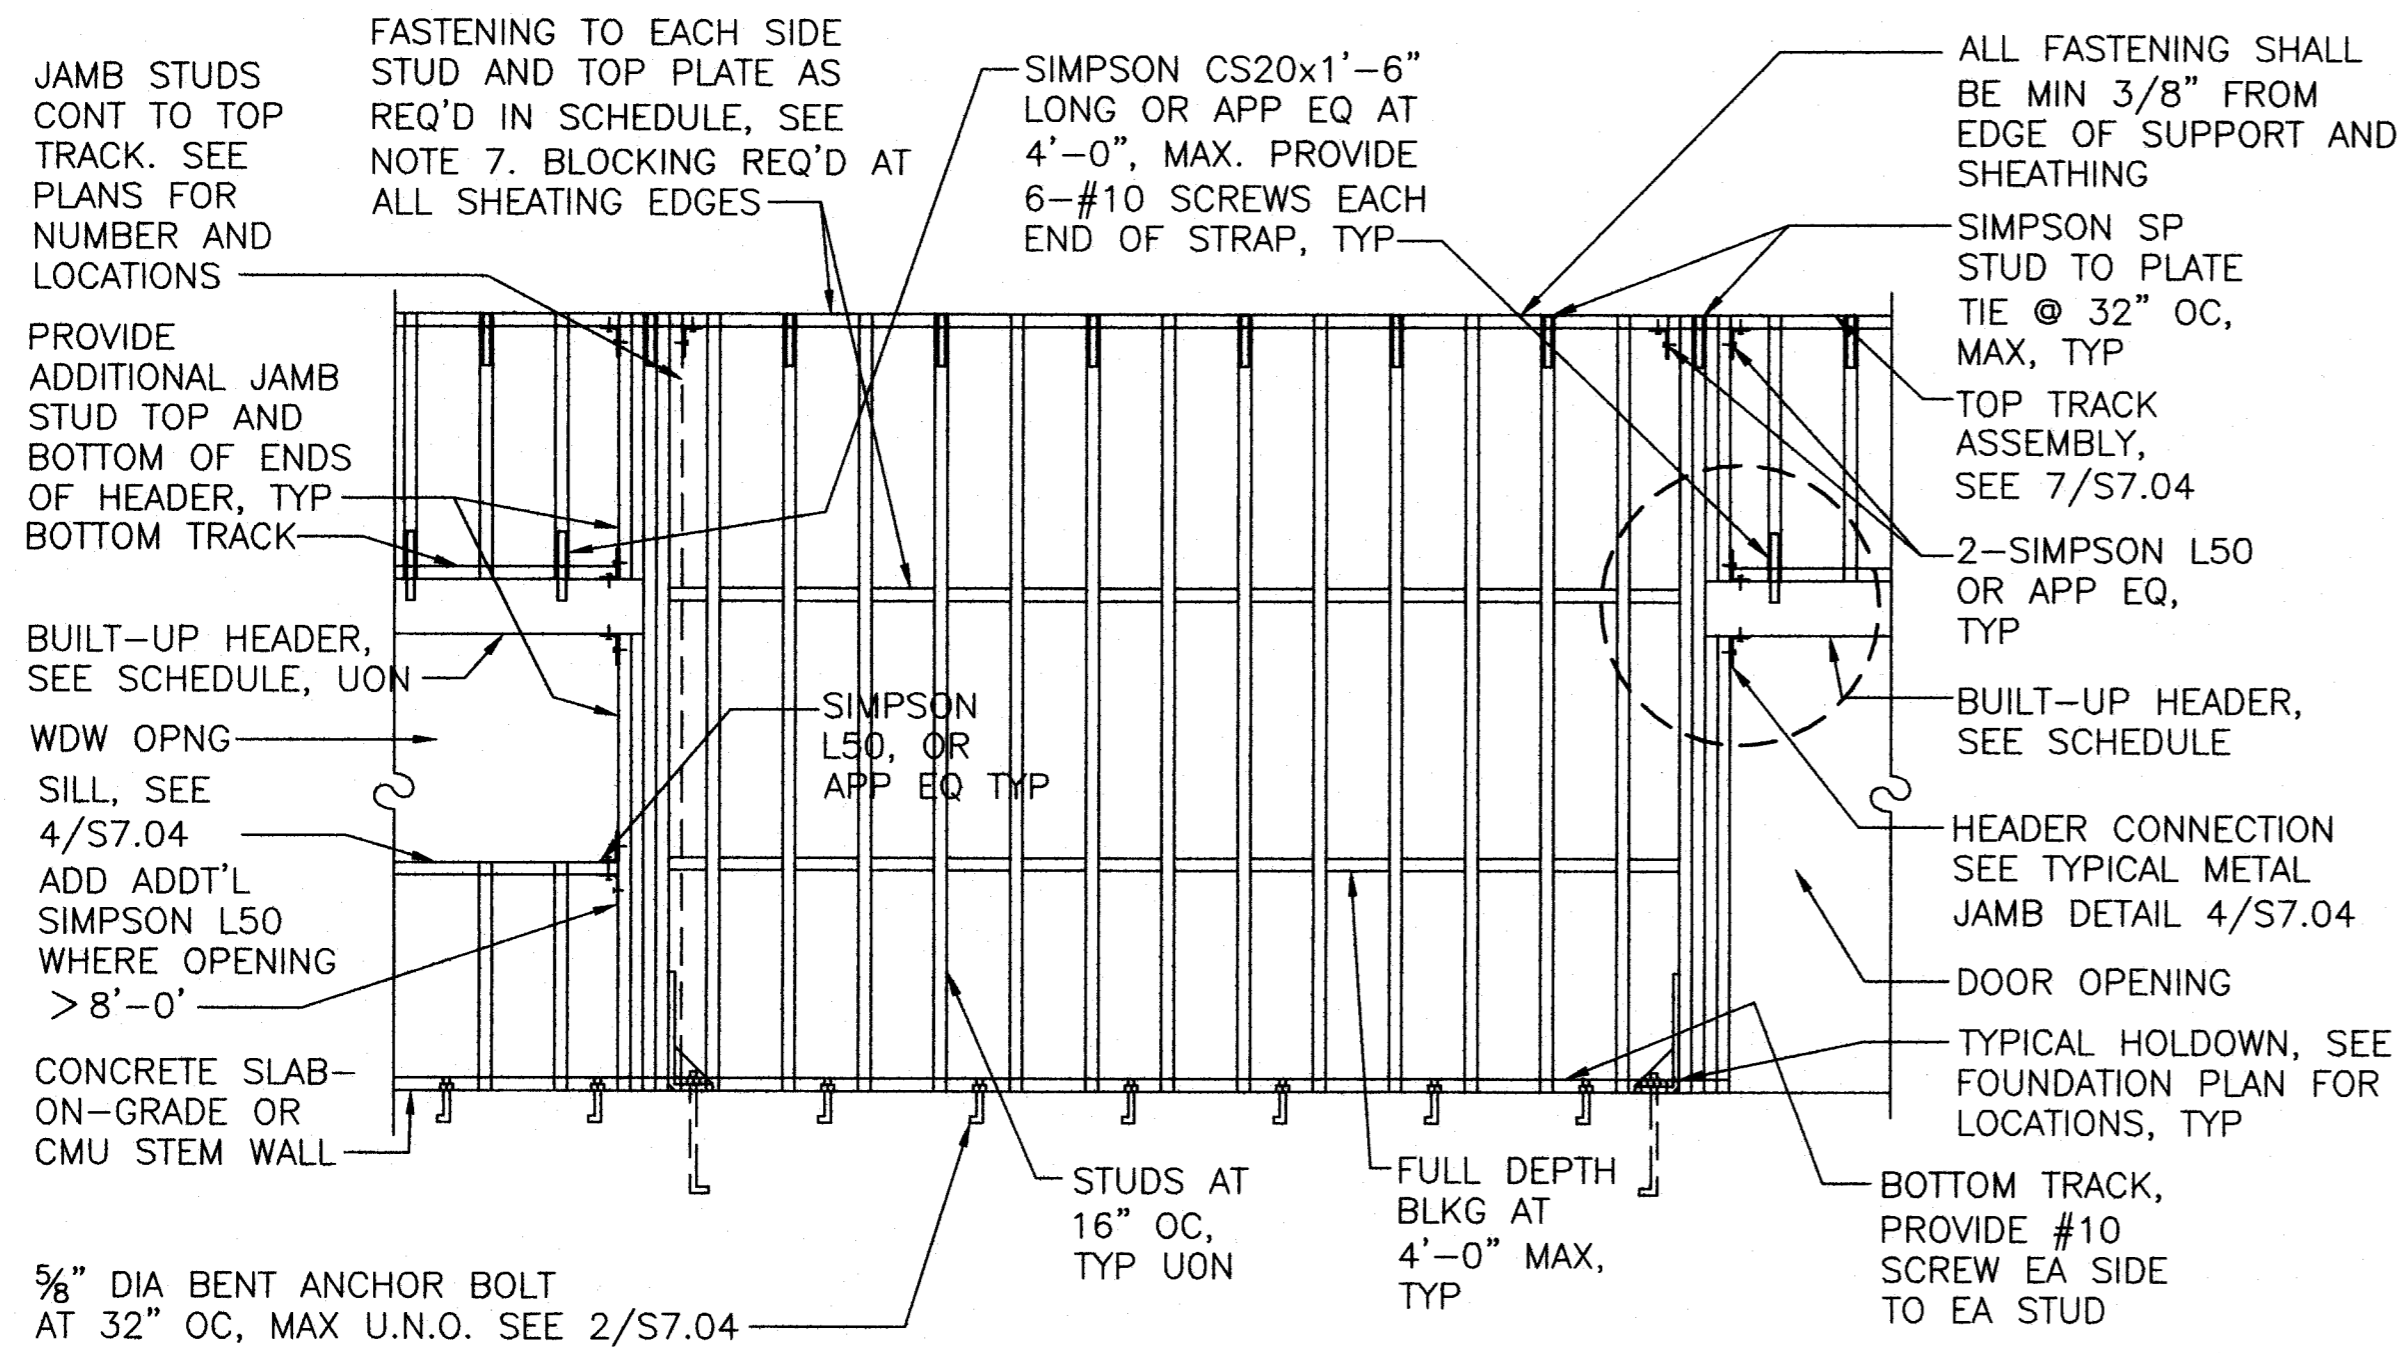 JAMB STUDS
CONT TO TOP
TRACK. SEE
PLANS FOR
NUMBER AND
LOCATIONS
FASTENING TO EACH SIDE
STUD AND TOP PLATE AS
REQ'D IN SCHEDULE, SEE
NOTE 7. BLOCKING REQ'D AT
ALL SHEATING EDGES
SIMPSON CS20x1'-6"
LONG OR APP EQ AT
4'-0", MAX. PROVIDE
6-#10 SCREWS EACH
END OF STRAP, TYP
ALL FASTENING SHALL
BE MIN 3/8" FROM
EDGE OF SUPPORT AND
SHEATHING
SIMPSON SP
STUD TO PLATE
TIE @ 32" OC,
MAX, TYP
TOP TRACK
ASSEMBLY,
SEE 7/S7.04
2-SIMPSON L50
OR APP EQ,
TYP
BUILT-UP HEADER,
SEE SCHEDULE
HEADER CONNECTION
SEE TYPICAL METAL
JAMB DETAIL 4/S7.04
DOOR OPENING
TYPICAL HOLDOWN, SEE
FOUNDATION PLAN FOR
LOCATIONS, TYP
BOTTOM TRACK,
PROVIDE #10
SCREW EA SIDE
TO EA STUD
PROVIDE
ADDITIONAL JAMB
STUD TOP AND
BOTTOM OF ENDS
OF HEADER, TYP
BOTTOM TRACK
BUILT-UP HEADER,
SEE SCHEDULE, UON
WDW OPNG
SILL, SEE
4/S7.04
ADD ADDT'L
SIMPSON L50
WHERE OPENING
>8'-0'
CONCRETE SLAB-
ON-GRADE OR
CMU STEM WALL
SIMPSON
L50, OR
APP EQ TYP
STUDS AT
16" OC,
TYP UON
FULL DEPTH
BLKG AT
4'-0" MAX,
TYP
⅝" DIA BENT ANCHOR BOLT
AT 32" OC, MAX U.N.O. SEE 2/S7.04